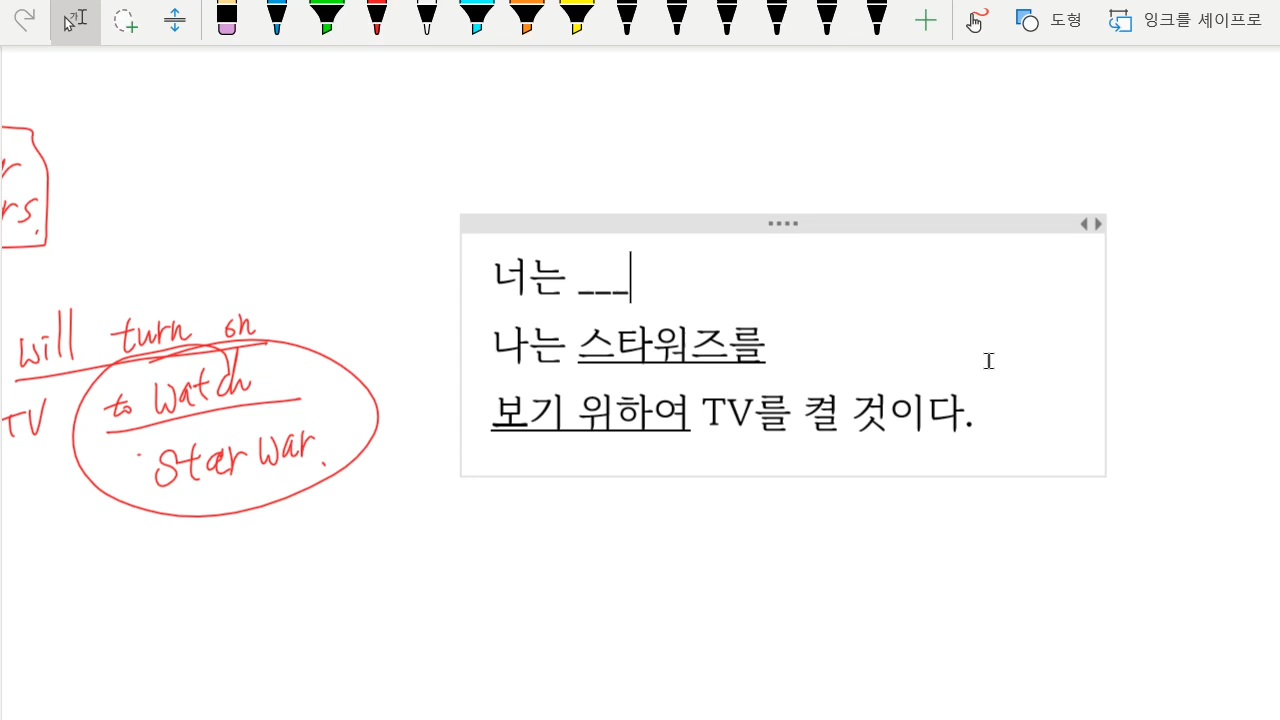 도형
잉크를 셰이프로
r
rs.
will turn on
TV to watch
Star War.
너는 ___
나는 스타워즈를
보기 위하여 TV를 켤 것이다.